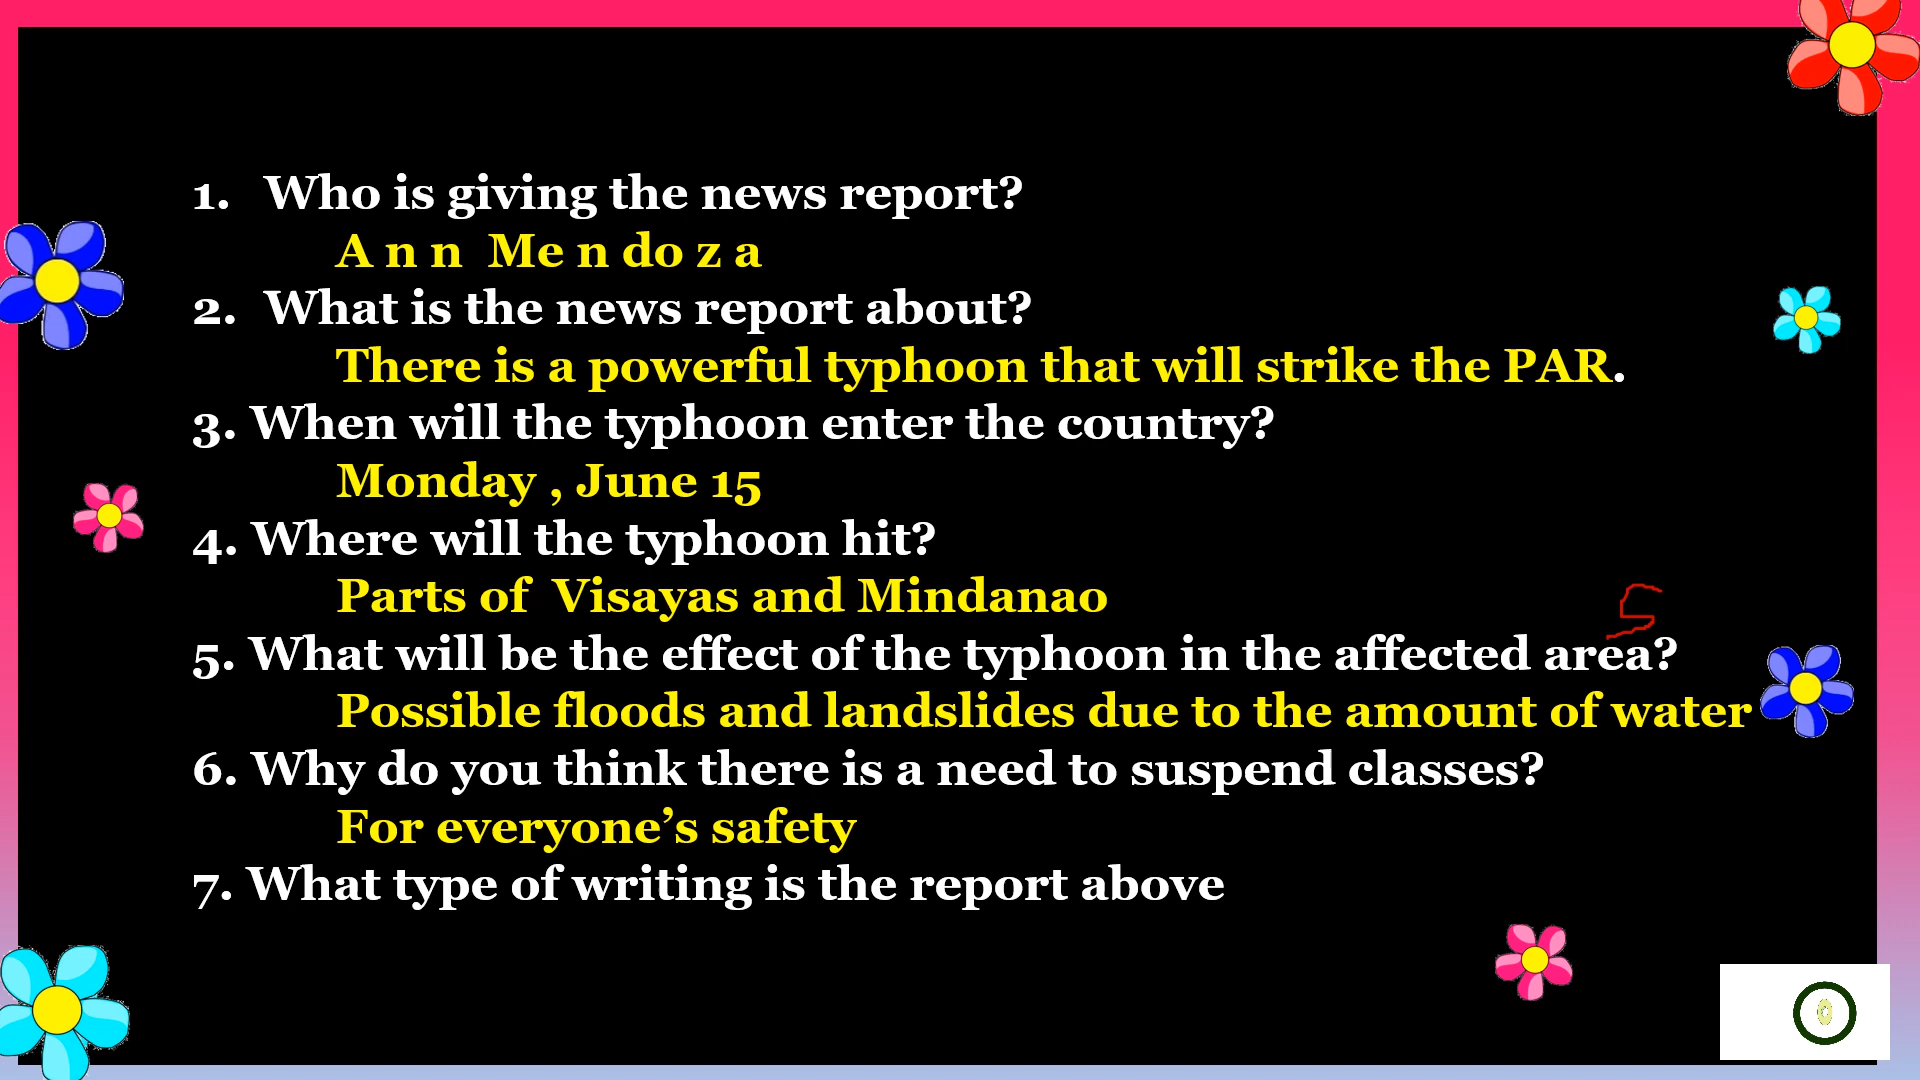 1. Who is giving the news report?
A n n Me n do z a
2. What is the news report about?
There is a powerful typhoon that will strike the PAR.
3. When will the typhoon enter the country?
Monday , June 15
4. Where will the typhoon hit?
Parts of Visayas and Mindanao
S
5. What will be the effect of the typhoon in the affected area?
Possible floods and landslides due to the amount of water
6. Why do you think there is a need to suspend classes?
For everyone’s safety
7. What type of writing is the report above